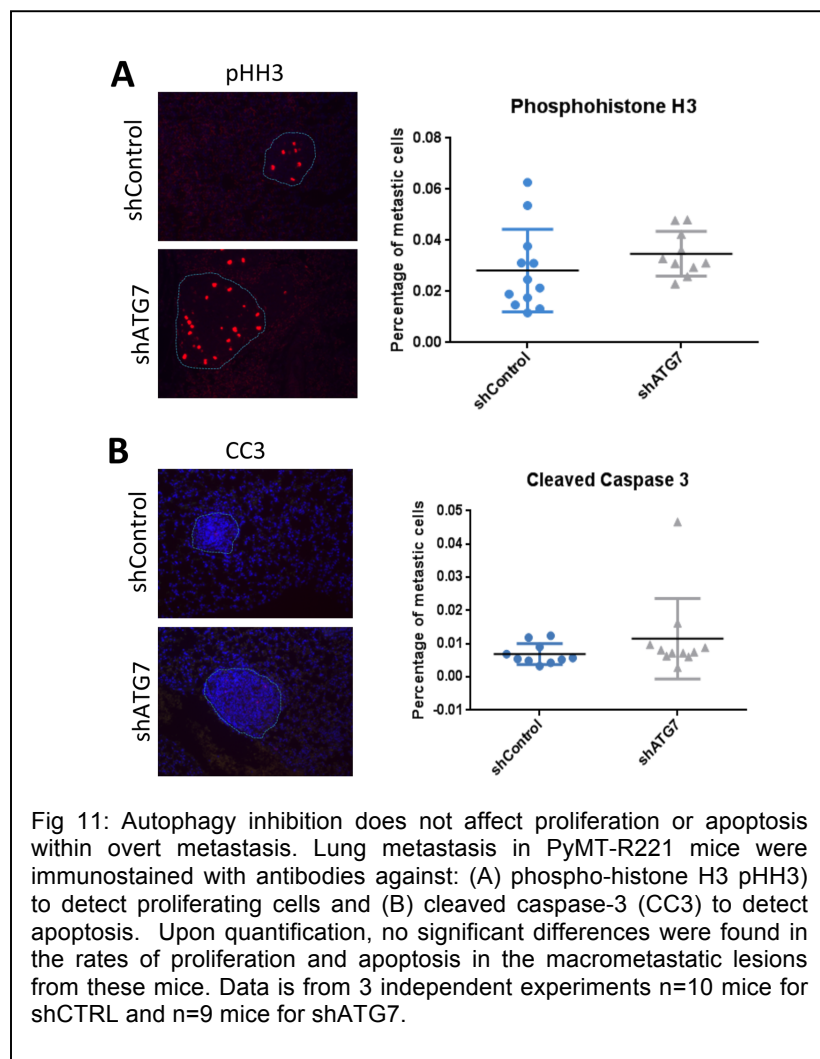 A
pHH3
shControl
shATG7
Phosphohistone H3
Percentage of metastic cells
0.08
0.06
0.04
0.02
0.00
shControl
shATG7
B
CC3
shControl
shATG7
Cleaved Caspase 3
Percentage of metastic cells
0.05
0.04
0.03
0.02
0.01
0.00
-0.01
shControl
shATG7
Fig 11: Autophagy inhibition does not affect proliferation or apoptosis
within overt metastasis. Lung metastasis in PyMT-R221 mice were
immunostained with antibodies against: (A) phospho-histone H3 pHH3)
to detect proliferating cells and (B) cleaved caspase-3 (CC3) to detect
apoptosis. Upon quantification, no significant differences were found in
the rates of proliferation and apoptosis in the macrometastatic lesions
from these mice. Data is from 3 independent experiments n=10 mice for
shCTRL and n=9 mice for shATG7.